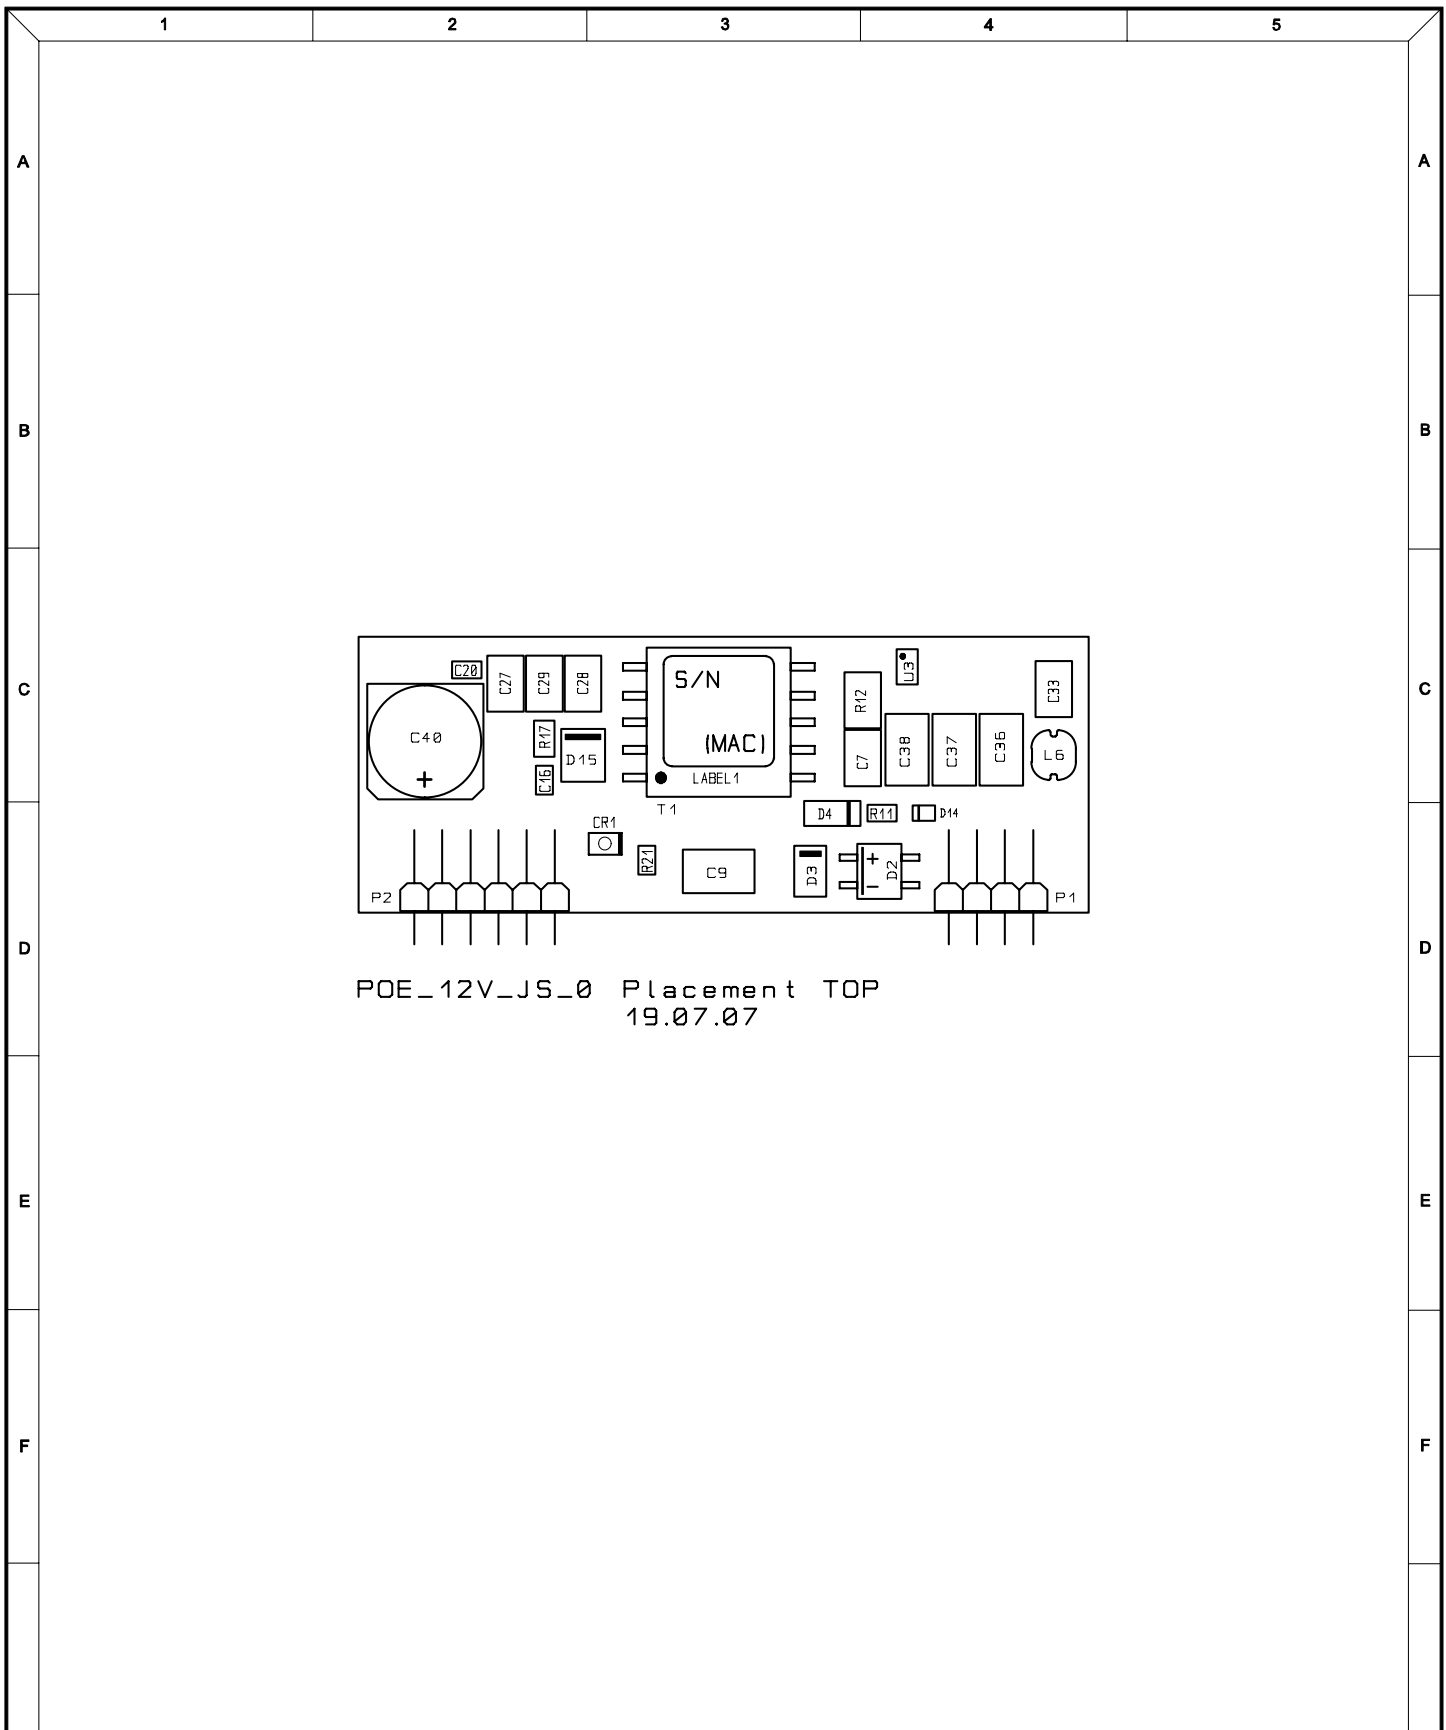 1 2 3 4 5
A A
B B
C20 C27 C29 C28 S/N U3 C33
C C
R12
C40 R17 D15 (MAC) C7 C38 C37 C36 L6
C16 LABEL1
T1 D4 R11 D14
CR1
R21 C9 D3 + D2
P2 - P1
D D
POE_12V_JS_0 Placement TOP
19.07.07
E E
F F